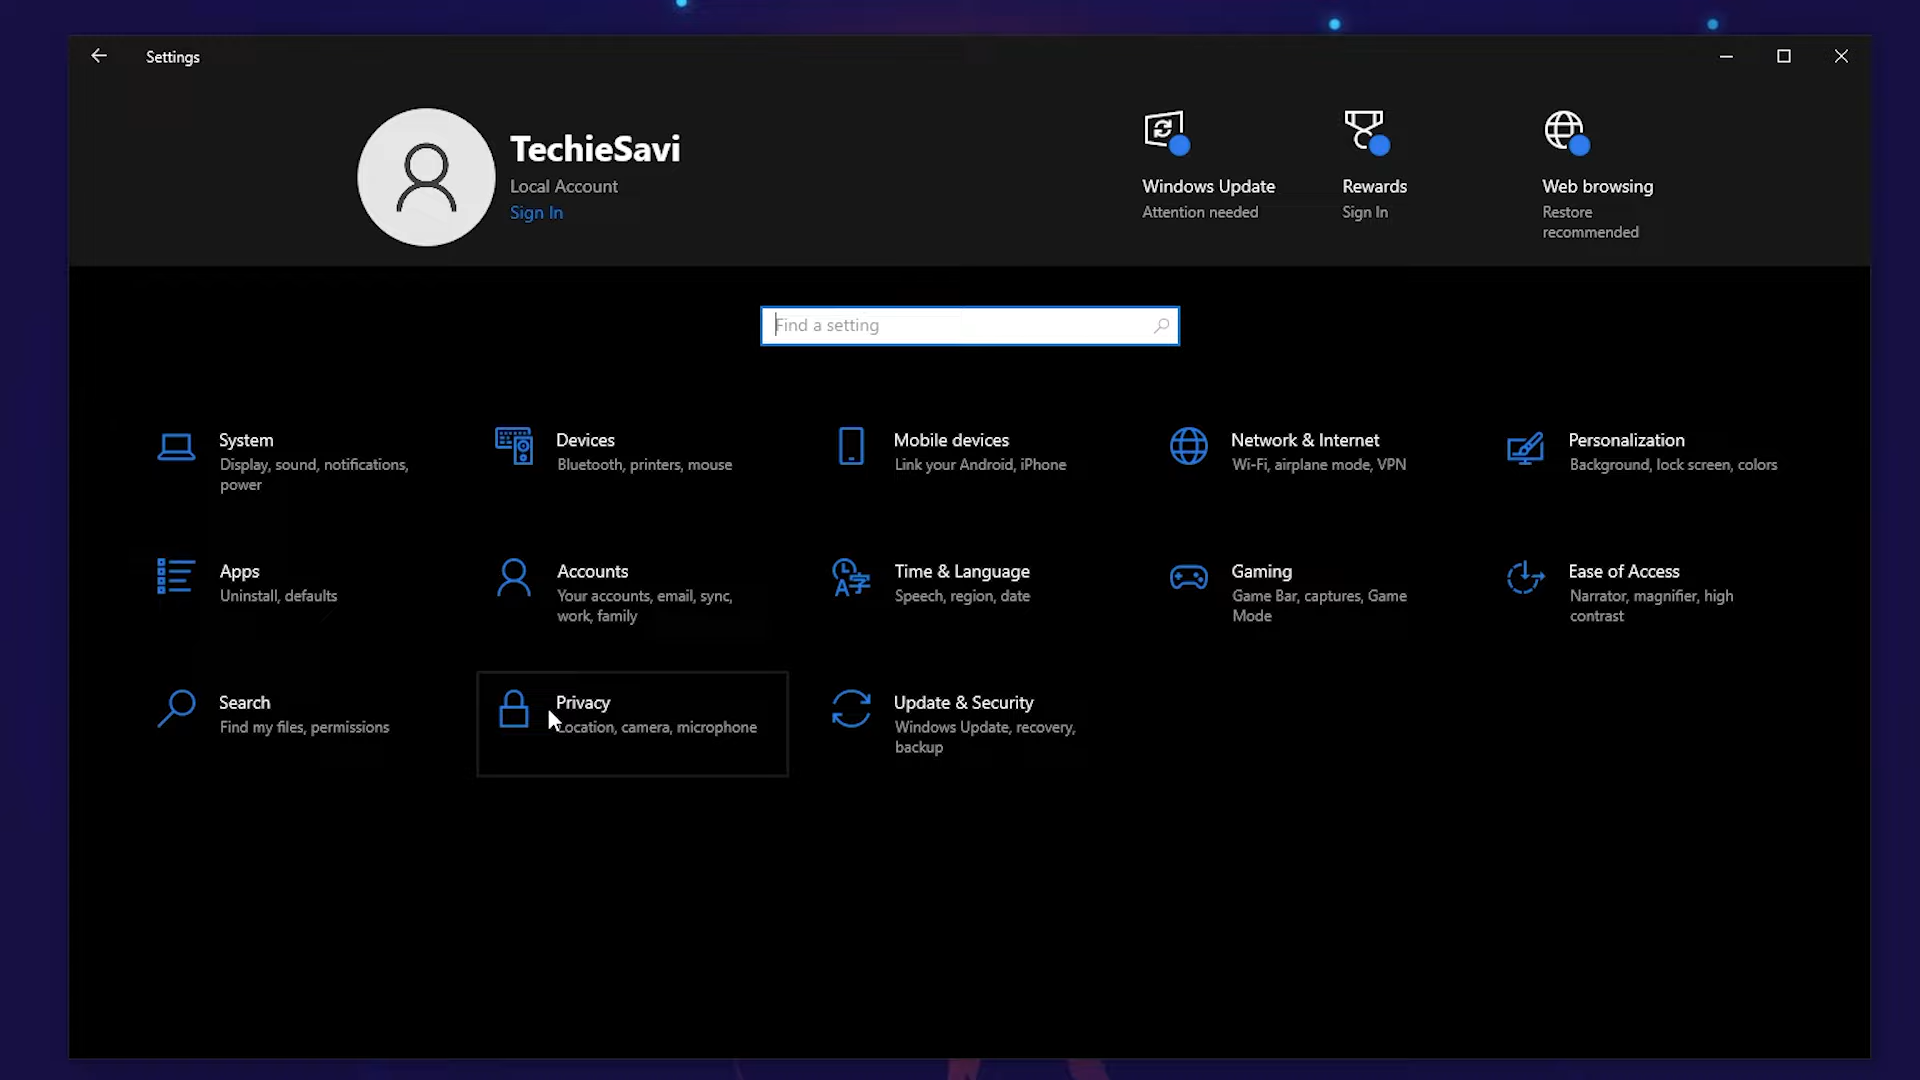 Settings
TechieSavi
Local Account
Sign In
Windows Update
Attention needed
Rewards
Sign In
Web browsing
Restore
recommended
Find a setting
System
Display, sound, notifications,
power
Devices
Bluetooth, printers, mouse
Mobile devices
Link your Android, iPhone
Network & Internet
Wi-Fi, airplane mode, VPN
Personalization
Background, lock screen, colors
Apps
Uninstall, defaults
Accounts
Your accounts, email, sync,
work, family
Time & Language
Speech, region, date
Gaming
Game Bar, captures, Game
Mode
Ease of Access
Narrator, magnifier, high
contrast
Search
Find my files, permissions
Privacy
Location, camera, microphone
Update & Security
Windows Update, recovery,
backup